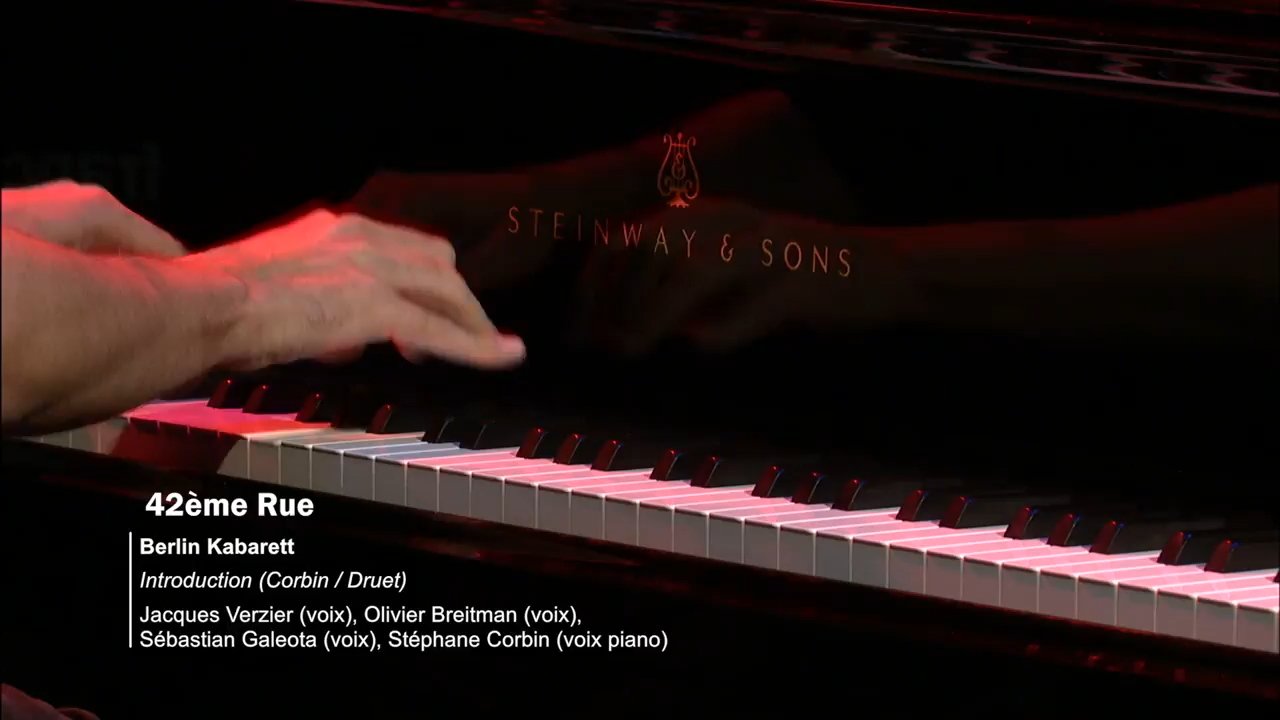 STEINWAY & SONS
42ème Rue
Berlin Kabarett
Introduction (Corbin / Druet)
Jacques Verzier (voix), Olivier Breitman (voix),
Sébastian Galeota (voix), Stéphane Corbin (voix piano)